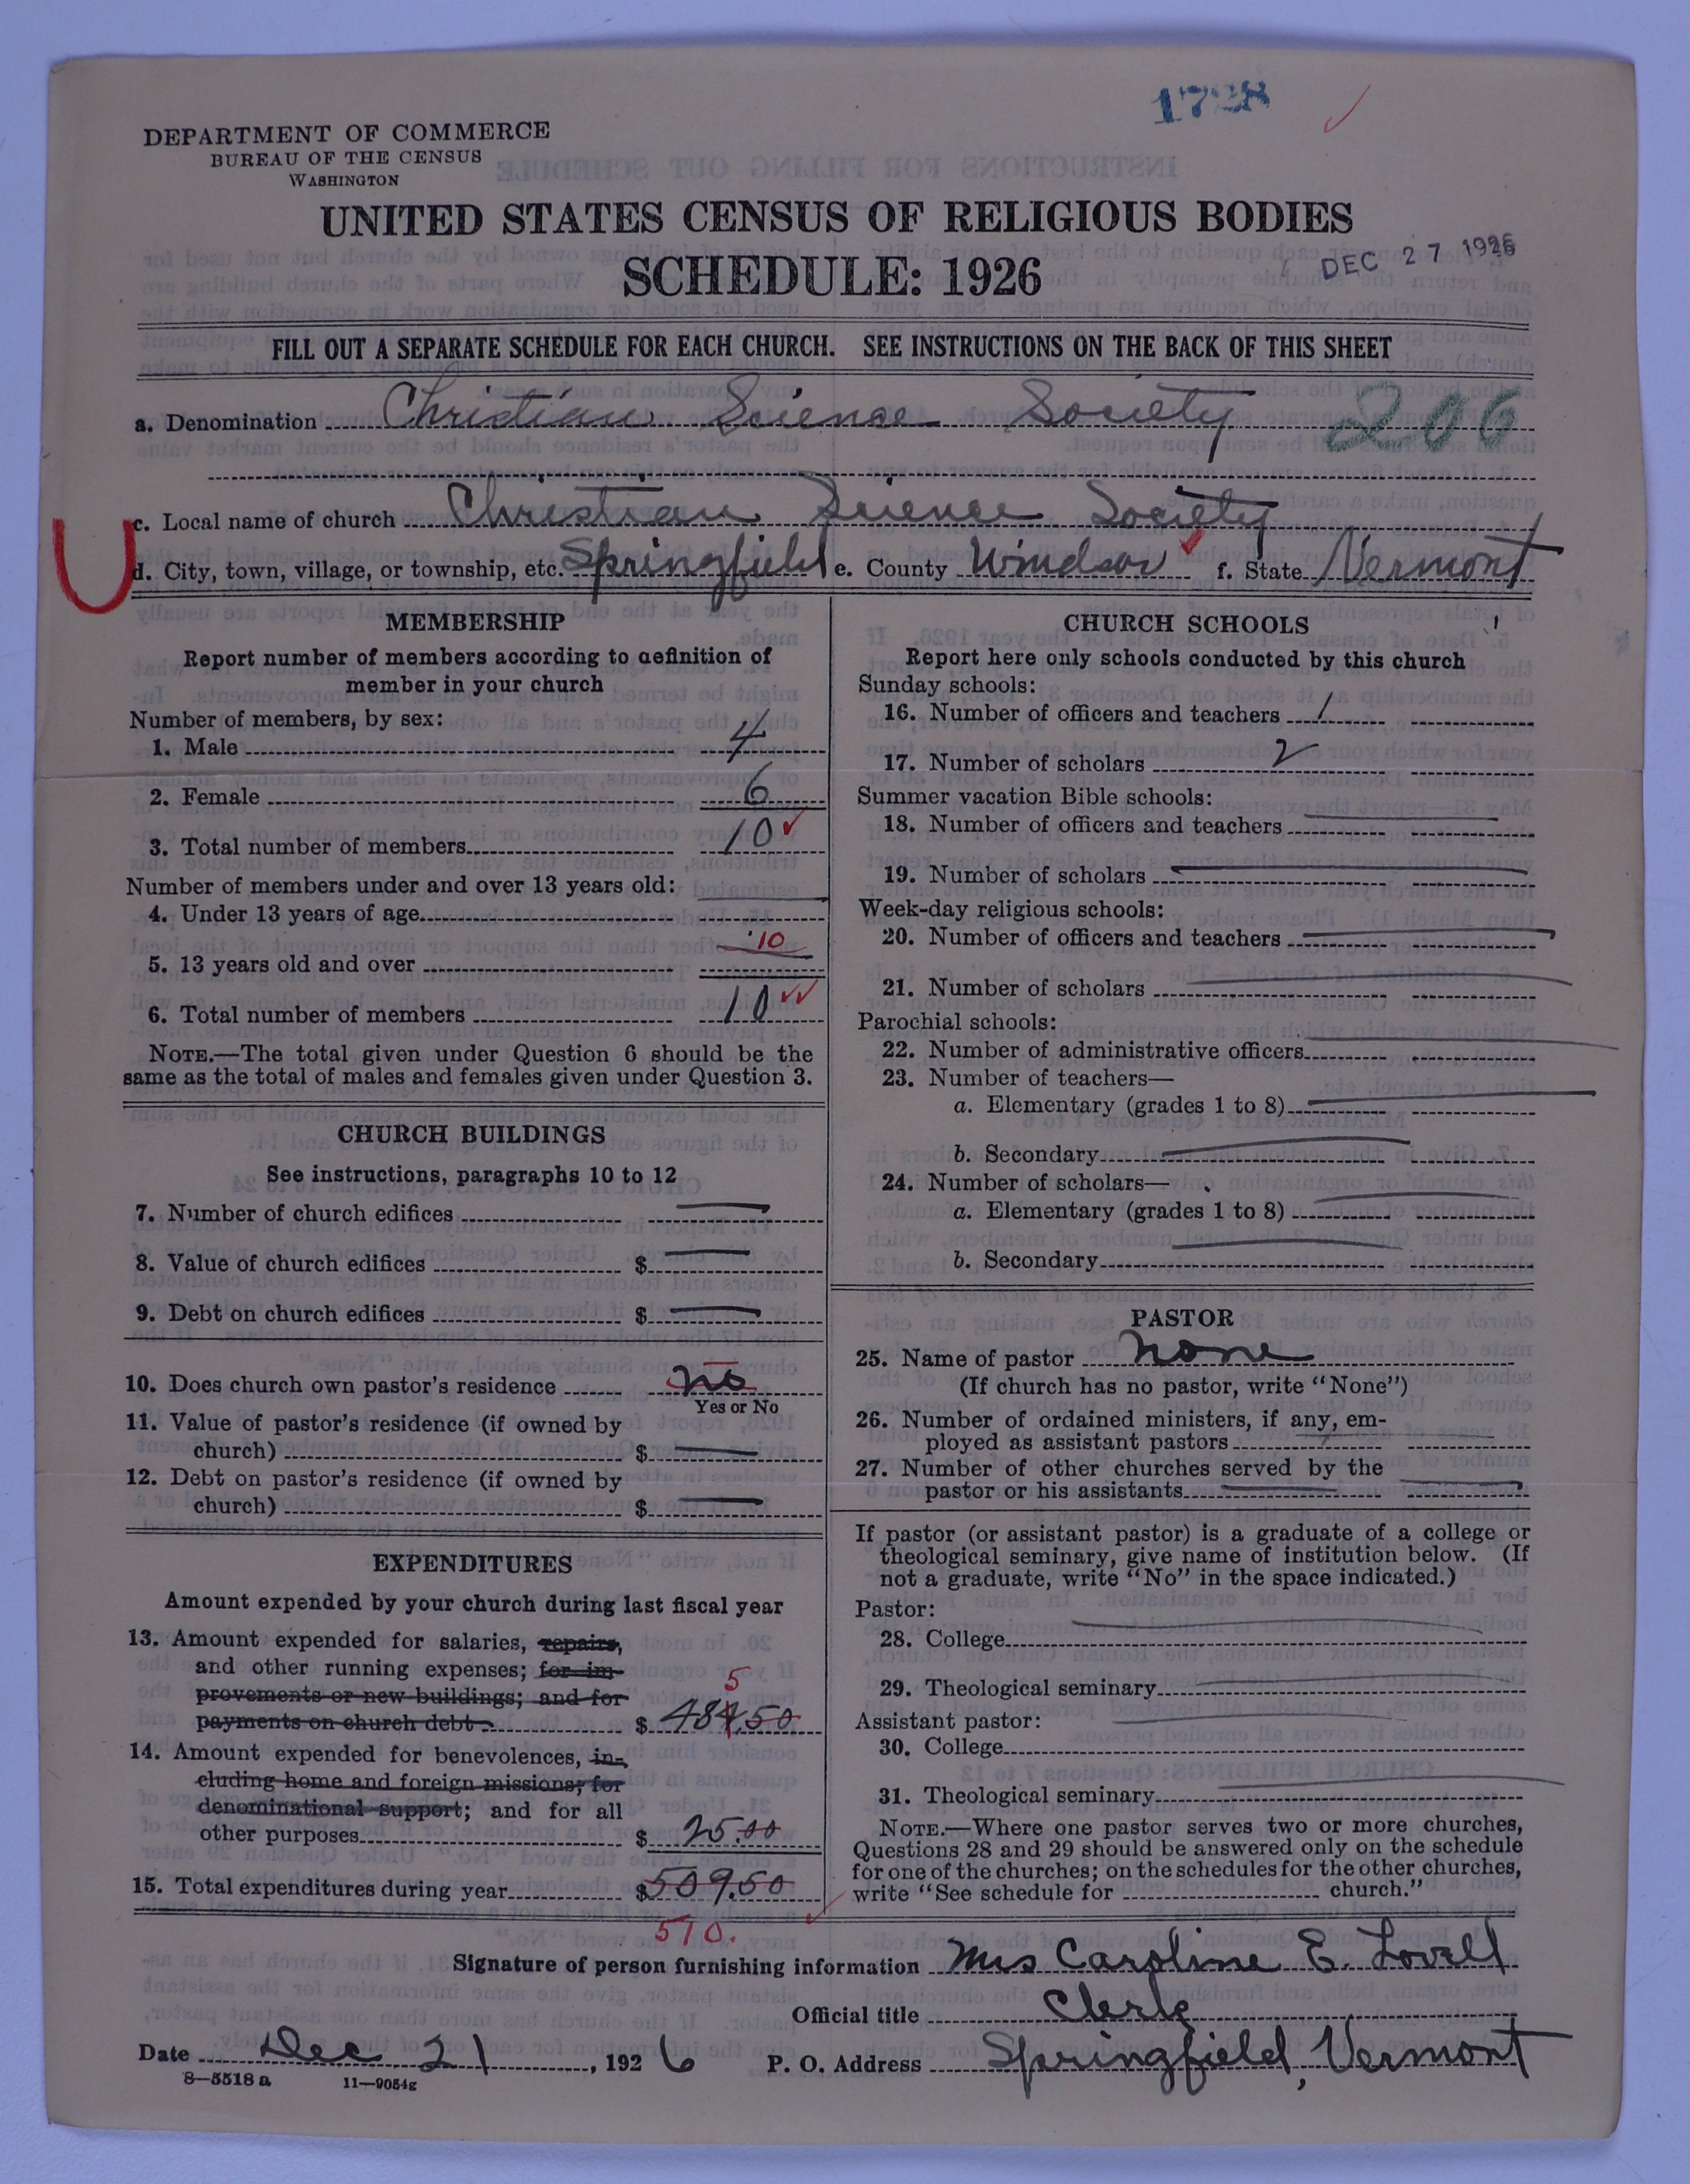 DEPARTMENT OF COMMERCE
BUREAU OF THE CENSUS
WASHINGTON
UNITED STATES CENSUS OF RELIGIOUS BODIES
DEC 27 1926
SCHEDULE: 1926
FILL OUT A SEPARATE SCHEDULE FOR EACH CHURCH. SEE INSTRUCTIONS ON THE BACK OF THIS SHEET
a. Denomination Christian Science Society 206
c. Local name of church Christian Science Society
d. City, town, village, or township, etc. Springfield e. County Windsor f. State Vermont
MEMBERSHIP
Report number of members according to definition of
member in your church
Number of members, by sex:
1. Male 4
2. Female 6
3. Total number of members 10
Number of members under and over 13 years old:
4. Under 13 years of age
5. 13 years old and over 10
6. Total number of members 10
NOTE.—The total given under Question 6 should be the
same as the total of males and females given under Question 3.
CHURCH BUILDINGS
See instructions, paragraphs 10 to 12
7. Number of church edifices
8. Value of church edifices $
9. Debt on church edifices $
10. Does church own pastor's residence no
Yes or No
11. Value of pastor's residence (if owned by
church) $
12. Debt on pastor's residence (if owned by
church) $
EXPENDITURES
Amount expended by your church during last fiscal year
13. Amount expended for salaries, repairs,
and other running expenses; for im-
provements or new buildings; and for 5
payments on church debt $ 484.50
14. Amount expended for benevolences, in-
cluding home and foreign missions; for
denominational support; and for all
other purposes $ 25.00
15. Total expenditures during year $509.50
510.
CHURCH SCHOOLS
Report here only schools conducted by this church
Sunday schools:
16. Number of officers and teachers 1
17. Number of scholars 2
Summer vacation Bible schools:
18. Number of officers and teachers
19. Number of scholars
Week-day religious schools:
20. Number of officers and teachers
21. Number of scholars
Parochial schools:
22. Number of administrative officers
23. Number of teachers—
a. Elementary (grades 1 to 8)
b. Secondary
24. Number of scholars—
a. Elementary (grades 1 to 8)
b. Secondary
PASTOR
25. Name of pastor none
(If church has no pastor, write "None")
26. Number of ordained ministers, if any, em-
ployed as assistant pastors
27. Number of other churches served by the
pastor or his assistants
If pastor (or assistant pastor) is a graduate of a college or
theological seminary, give name of institution below. (If
not a graduate, write "No" in the space indicated.)
Pastor:
28. College
29. Theological seminary
Assistant pastor:
30. College
31. Theological seminary
NOTE.—Where one pastor serves two or more churches,
Questions 28 and 29 should be answered only on the schedule
for one of the churches; on the schedules for the other churches,
write "See schedule for church."
Signature of person furnishing information Mrs Caroline E. Lovell
Official title Clerk
Date Dec 21, 1926 P. O. Address Springfield, Vermont
8—5518 a 11—9054g